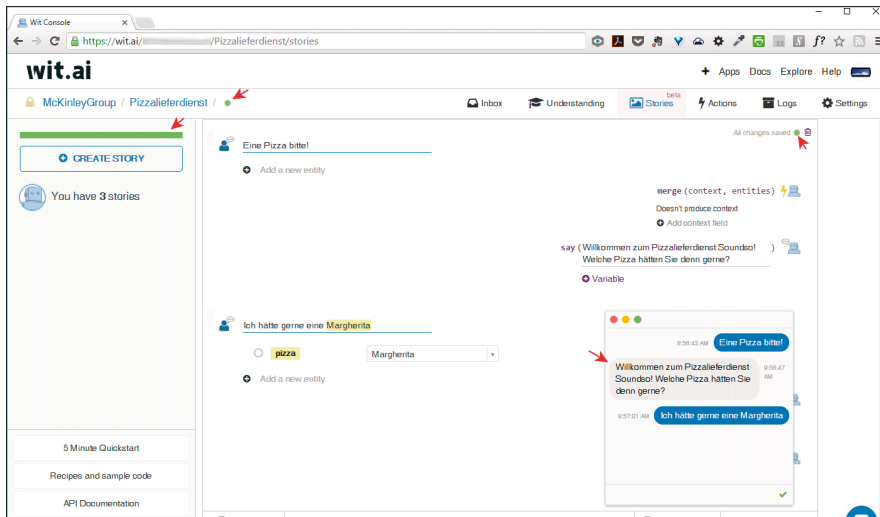 Wit Console
https://wit.ai/ /Pizzalieferdienst/stories
f?
wit.ai
+ Apps Docs Explore Help
McKinleyGroup / Pizzalieferdienst /
Inbox Understanding Stories beta Actions Logs Settings
CREATE STORY
You have 3 stories
5 Minute Quickstart
Recipes and sample code
API Documentation
All changes saved
Eine Pizza bitte!
Add a new entity
merge (context, entities)
Doesn't produce context
Add context field
say (Willkommen zum Pizzalieferdienst Soundso! )
Welche Pizza hätten Sie denn gerne?
Variable
Ich hätte gerne eine Margherita
pizza Margherita
Add a new entity
9:56:43 AM Eine Pizza bitte!
Willkommen zum Pizzalieferdienst
Soundso! Welche Pizza hätten Sie
denn gerne?
9:56:47
AM
9:57:01 AM Ich hätte gerne eine Margherita